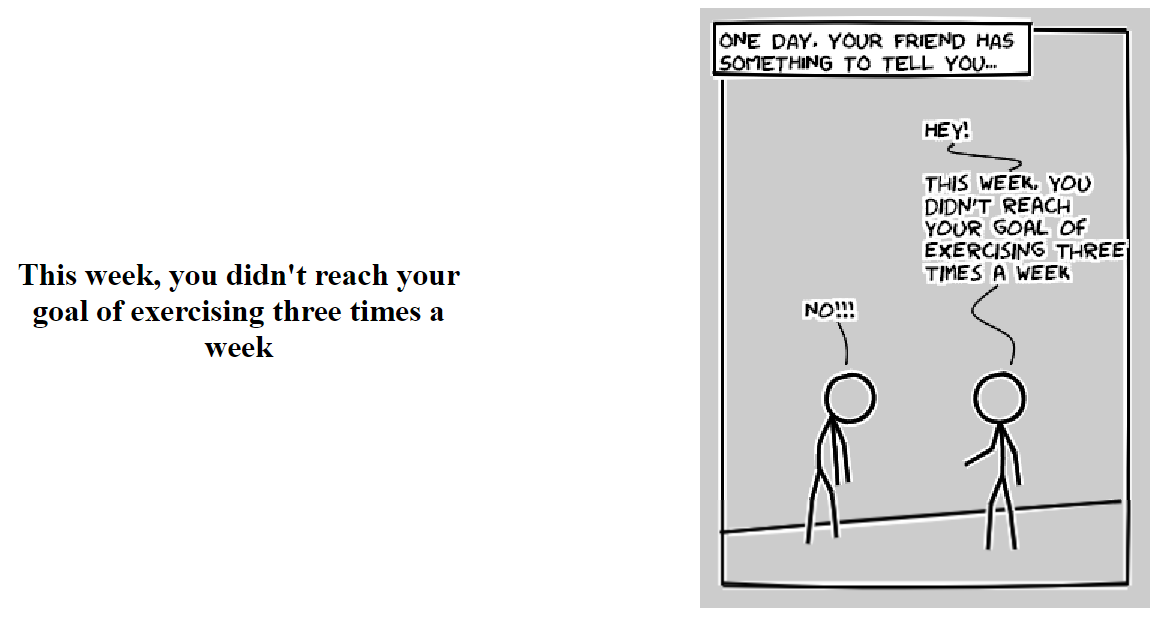 This week, you didn't reach your
goal of exercising three times a
week
ONE DAY, YOUR FRIEND HAS
SOMETHING TO TELL YOU...
HEY!
THIS WEEK, YOU
DIDN'T REACH
YOUR GOAL OF
EXERCISING THREE
TIMES A WEEK
NO!!!